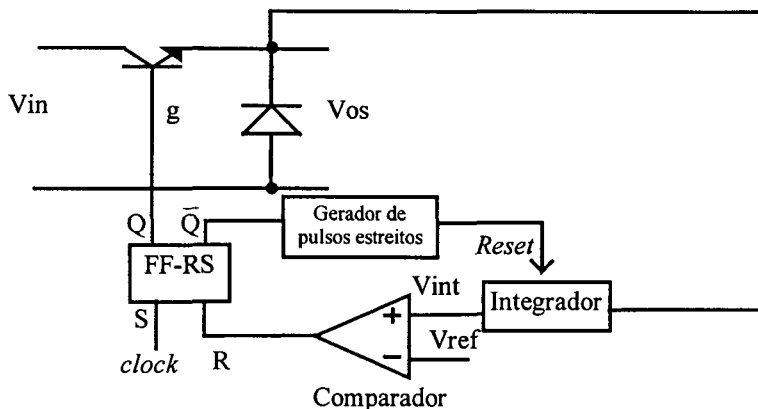 Vin
g
Vos
Q
Q̅
Gerador de
pulsos estreitos
Reset
FF-RS
Vint
Integrador
S
+
Vref
−
clock
R
Comparador